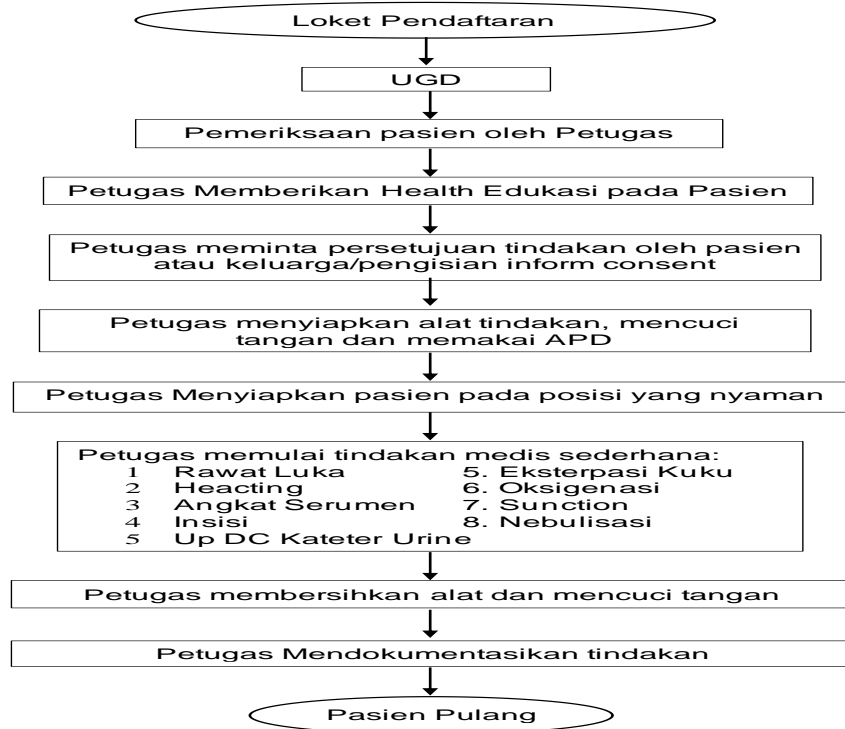 Loket Pendaftaran
UGD
Pemeriksaan pasien oleh Petugas
Petugas Memberikan Health Edukasi pada Pasien
Petugas meminta persetujuan tindakan oleh pasien
atau keluarga/pengisian inform consent
Petugas menyiapkan alat tindakan, mencuci
tangan dan memakai APD
Petugas Menyiapkan pasien pada posisi yang nyaman
Petugas memulai tindakan medis sederhana:
1 Rawat Luka 5. Eksterpasi Kuku
2 Heacting 6. Oksigenasi
3 Angkat Serumen 7. Sunction
4 Insisi 8. Nebulisasi
5 Up DC Kateter Urine
Petugas membersihkan alat dan mencuci tangan
Petugas Mendokumentasikan tindakan
Pasien Pulang